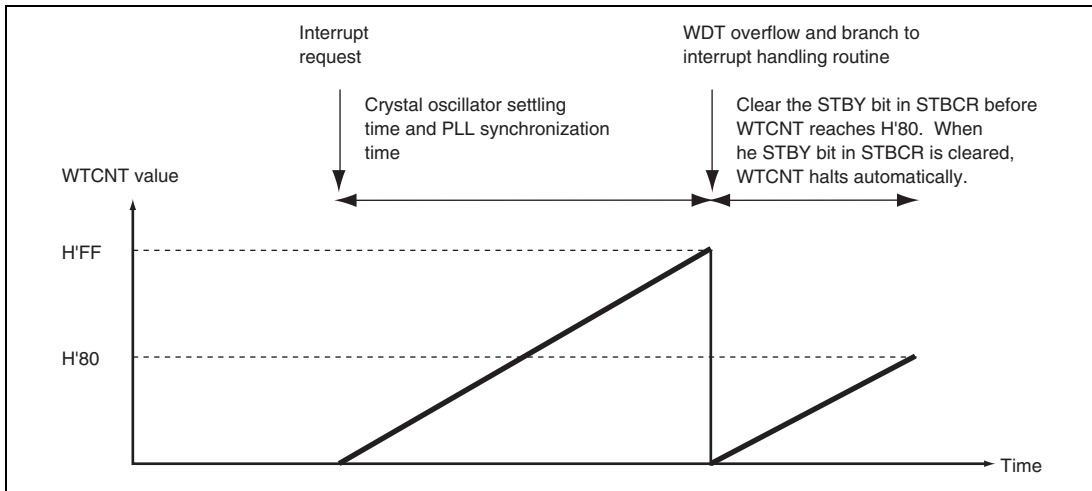 Interrupt
request
WDT overflow and branch to
interrupt handling routine
Crystal oscillator settling
time and PLL synchronization
time
Clear the STBY bit in STBCR before
WTCNT reaches H'80.  When
he STBY bit in STBCR is cleared,
WTCNT halts automatically.
WTCNT value
H'FF
H'80
Time